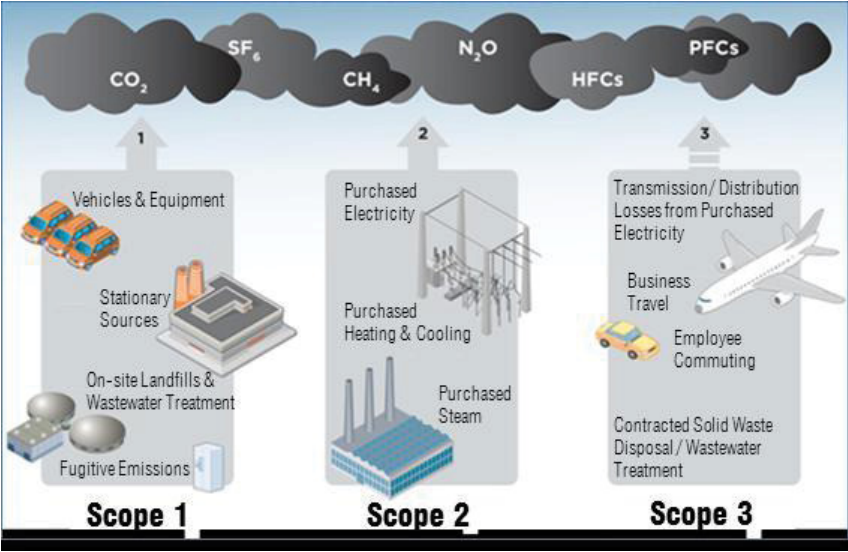 CO₂
SF₆
CH₄
N₂O
HFCs
PFCs
1
Vehicles & Equipment
Stationary
Sources
On-site Landfills &
Wastewater Treatment
Fugitive Emissions
Scope 1
2
Purchased
Electricity
Purchased
Heating & Cooling
Purchased
Steam
Scope 2
3
Transmission/ Distribution
Losses from Purchased
Electricity
Business
Travel
Employee
Commuting
Contracted Solid Waste
Disposal / Wastewater
Treatment
Scope 3